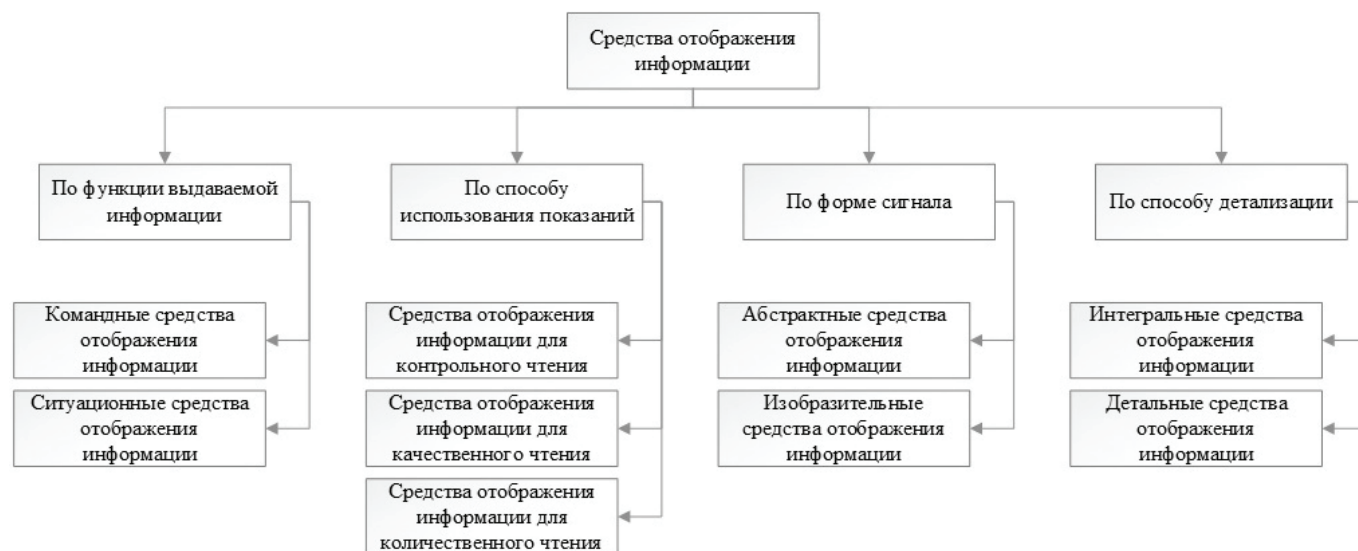 Средства отображения
информации
По функции выдаваемой
информации
По способу
использования показаний
По форме сигнала
По способу детализации
Командные средства
отображения
информации
Ситуационные средства
отображения
информации
Средства отображения
информации для
контрольного чтения
Средства отображения
информации для
качественного чтения
Средства отображения
информации для
количественного чтения
Абстрактные средства
отображения
информации
Изобразительные
средства отображения
информации
Интегральные средства
отображения
информации
Детальные средства
отображения
информации